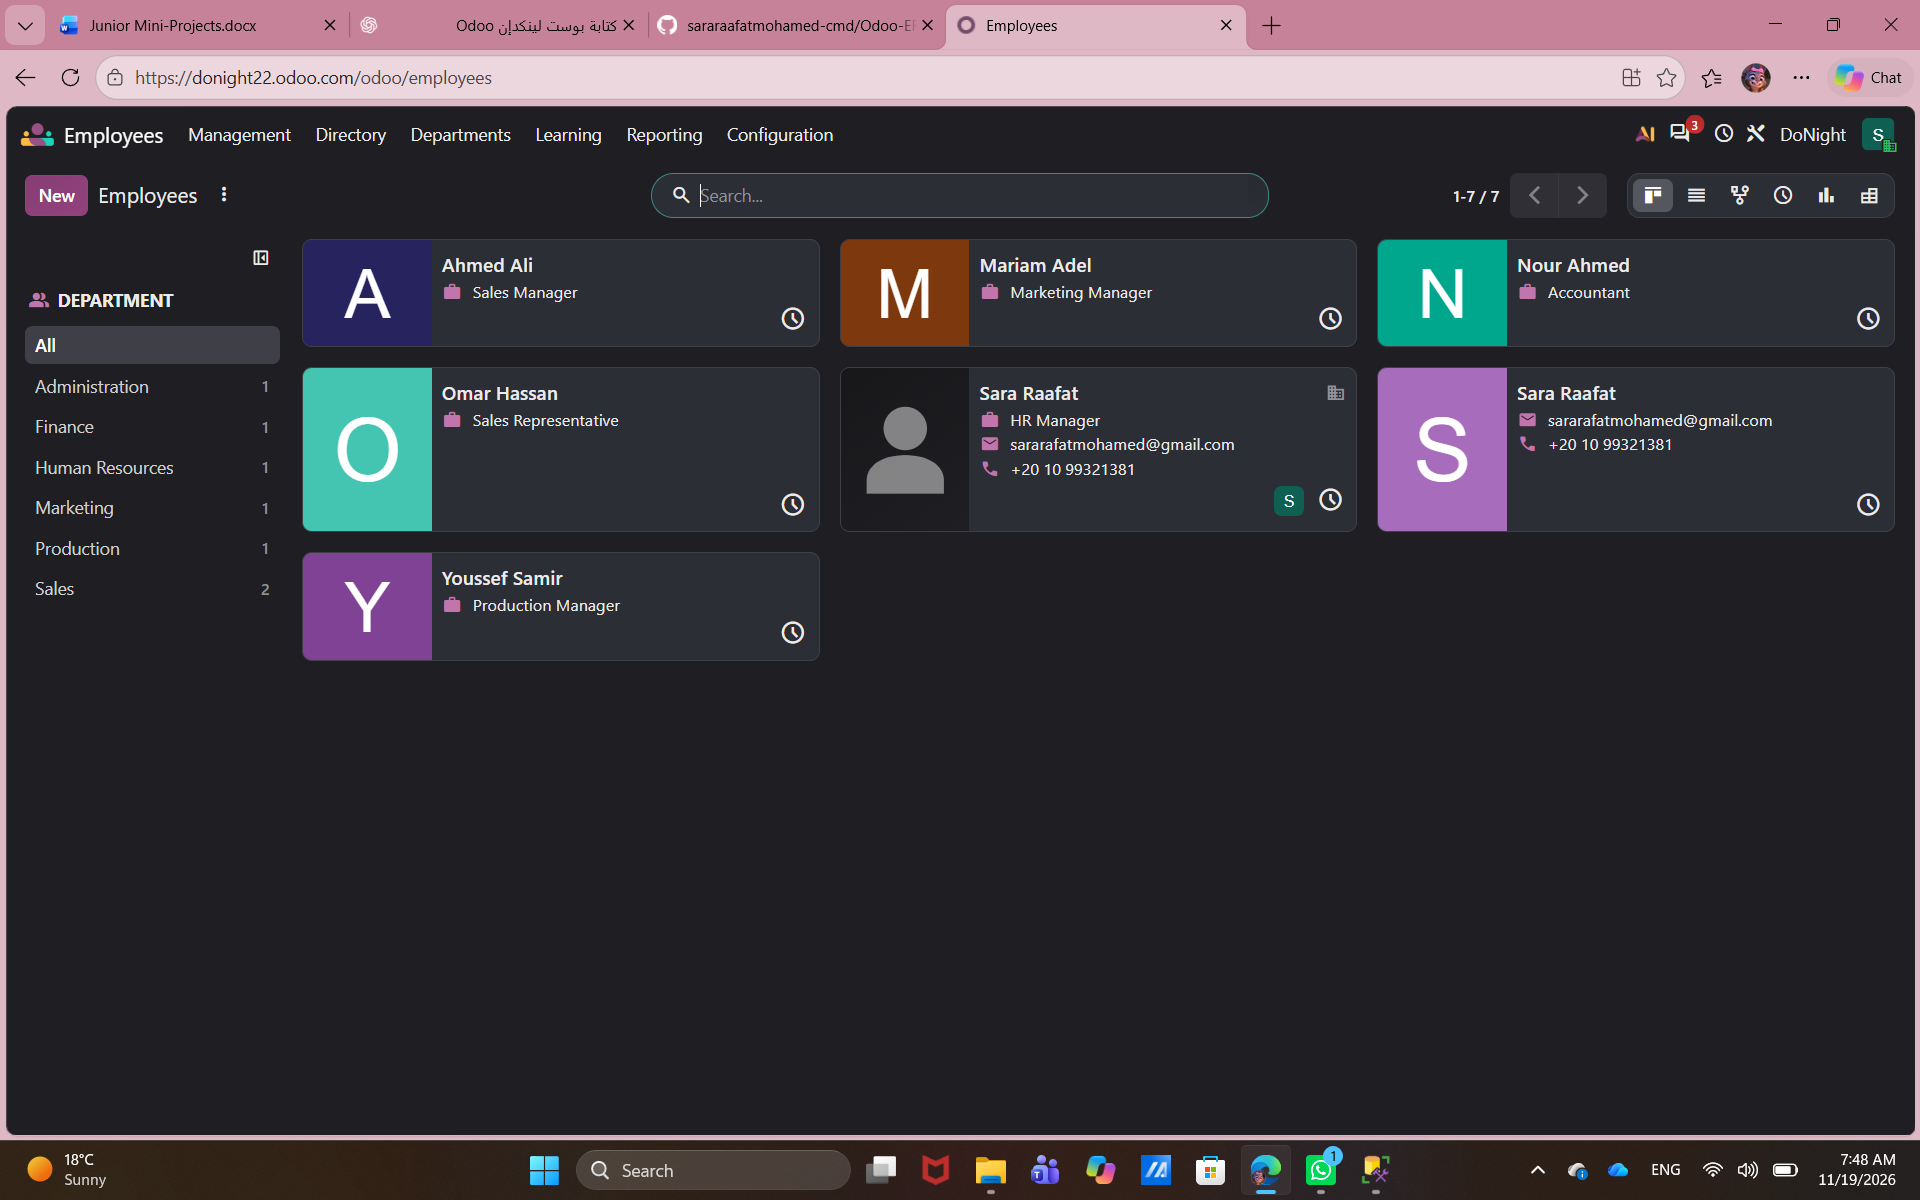 Junior Mini-Projects.docx
كتابة بوست لينكدإن Odoo
sararaafatmohamed-cmd/Odoo-E
Employees
https://donight22.odoo.com/odoo/employees
Chat
Employees Management Directory Departments Learning Reporting Configuration
AI 3 DoNight S
New Employees Search... 1-7 / 7
DEPARTMENT
All
Administration 1
Finance 1
Human Resources 1
Marketing 1
Production 1
Sales 2
A
Ahmed Ali
Sales Manager
M
Mariam Adel
Marketing Manager
N
Nour Ahmed
Accountant
O
Omar Hassan
Sales Representative
Sara Raafat
HR Manager
sararafatmohamed@gmail.com
+20 10 99321381
S
S
Sara Raafat
sararafatmohamed@gmail.com
+20 10 99321381
Y
Youssef Samir
Production Manager
18°C
Sunny
Search
1
ENG
7:48 AM
11/19/2026